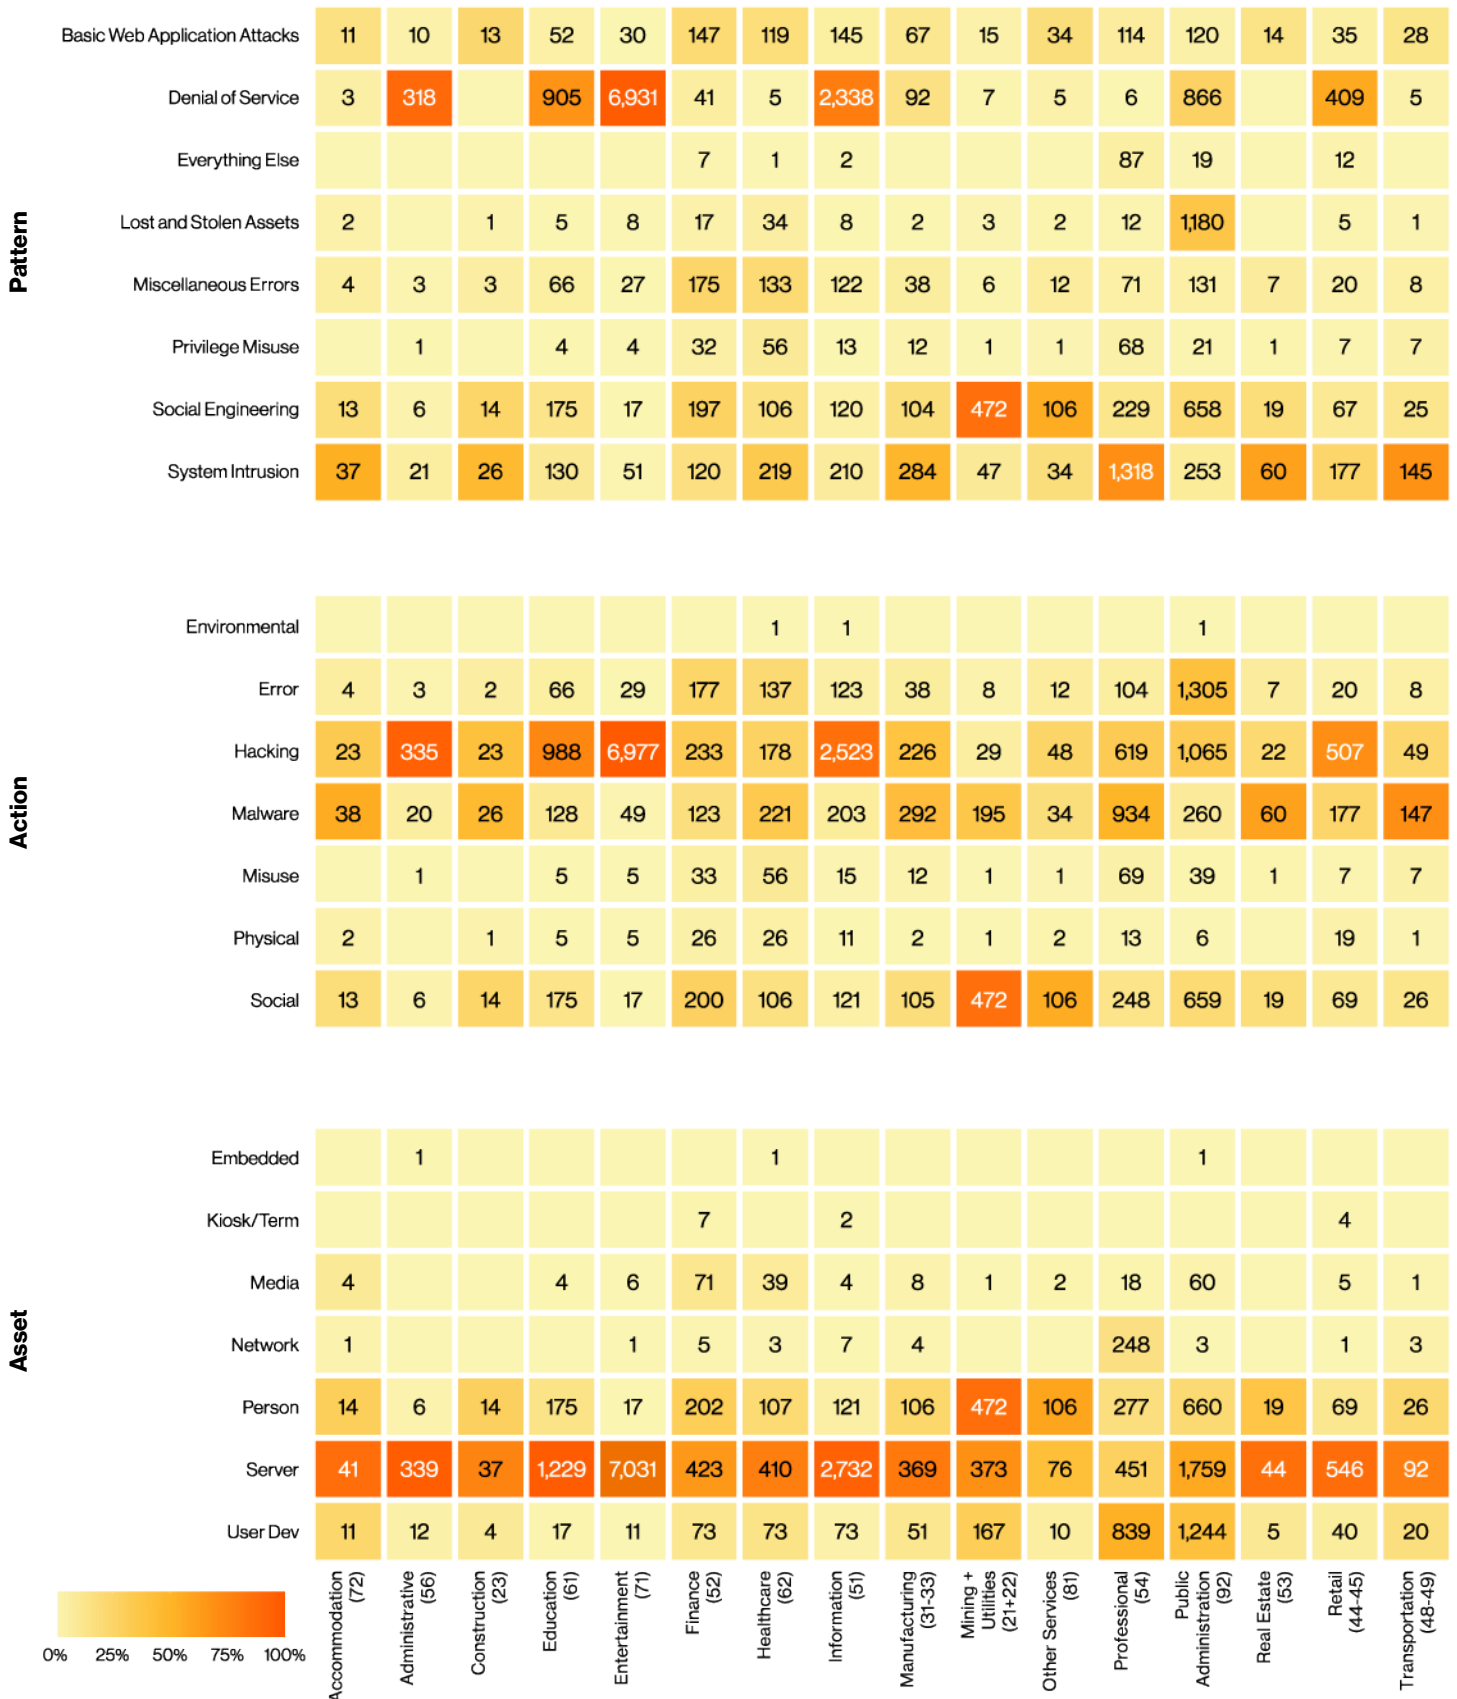 Basic Web Application Attacks 11 10 13 52 30 147 119 145 67 15 34 114 120 14 35 28
Denial of Service 3 318 905 6,931 41 5 2,338 92 7 5 6 866 409 5
Everything Else 7 1 2 87 19 12
Lost and Stolen Assets 2 1 5 8 17 34 8 2 3 2 12 1,180 5 1
Pattern
Miscellaneous Errors 4 3 3 66 27 175 133 122 38 6 12 71 131 7 20 8
Privilege Misuse 1 4 4 32 56 13 12 1 1 68 21 1 7 7
Social Engineering 13 6 14 175 17 197 106 120 104 472 106 229 658 19 67 25
System Intrusion 37 21 26 130 51 120 219 210 284 47 34 1,318 253 60 177 145
Environmental 1 1 1
Error 4 3 2 66 29 177 137 123 38 8 12 104 1,305 7 20 8
Hacking 23 335 23 988 6,977 233 178 2,523 226 29 48 619 1,065 22 507 49
Action
Malware 38 20 26 128 49 123 221 203 292 195 34 934 260 60 177 147
Misuse 1 5 5 33 56 15 12 1 1 69 39 1 7 7
Physical 2 1 5 5 26 26 11 2 1 2 13 6 19 1
Social 13 6 14 175 17 200 106 121 105 472 106 248 659 19 69 26
Embedded 1 1 1
Kiosk/Term 7 2 4
Media 4 4 6 71 39 4 8 1 2 18 60 5 1
Asset
Network 1 1 5 3 7 4 248 3 1 3
Person 14 6 14 175 17 202 107 121 106 472 106 277 660 19 69 26
Server 41 339 37 1,229 7,031 423 410 2,732 369 373 76 451 1,759 44 546 92
User Dev 11 12 4 17 11 73 73 73 51 167 10 839 1,244 5 40 20
0% 25% 50% 75% 100%
Accommodation
(72)
Administrative
(56)
Construction
(23)
Education
(61)
Entertainment
(71)
Finance
(52)
Healthcare
(62)
Information
(51)
Manufacturing
(31-33)
Mining +
Utilities
(21+22)
Other Services
(81)
Professional
(54)
Public
Administration
(92)
Real Estate
(53)
Retail
(44-45)
Transportation
(48-49)